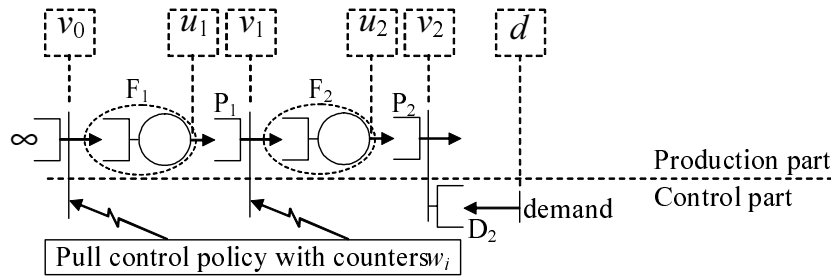 v0 u1 v1 u2 v2 d
F1 P1 F2 P2
∞
Production part
Control part
demand
D2
Pull control policy with counters wi